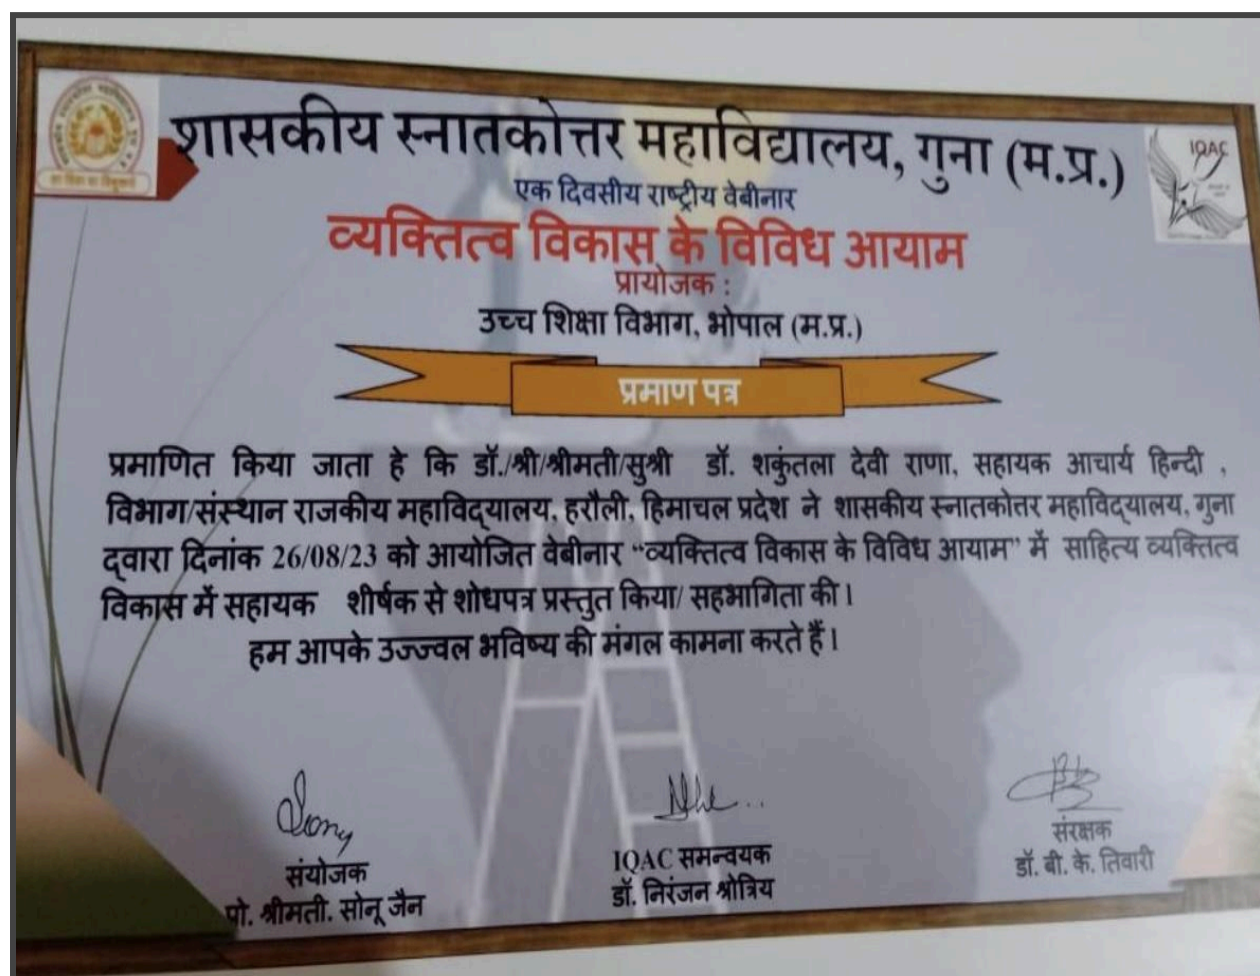 शासकीय स्नातकोत्तर महाविद्यालय, गुना (म.प्र.)
IQAC
एक दिवसीय राष्ट्रीय वेबीनार
व्यक्तित्व विकास के विविध आयाम
प्रायोजक :
उच्च शिक्षा विभाग, भोपाल (म.प्र.)
प्रमाण पत्र
प्रमाणित किया जाता हे कि डॉ./श्री/श्रीमती/सुश्री डॉ. शकुंतला देवी राणा, सहायक आचार्य हिन्दी ,
विभाग/संस्थान राजकीय महाविद्यालय, हरौली, हिमाचल प्रदेश ने शासकीय स्नातकोत्तर महाविद्यालय, गुना
द्वारा दिनांक 26/08/23 को आयोजित वेबीनार “व्यक्तित्व विकास के विविध आयाम” में साहित्य व्यक्तित्व
विकास में सहायक शीर्षक से शोधपत्र प्रस्तुत किया/ सहभागिता की।
हम आपके उज्ज्वल भविष्य की मंगल कामना करते हैं।
संयोजक
प्रो. श्रीमती. सोनू जैन
IQAC समन्वयक
डॉ. निरंजन श्रोत्रिय
संरक्षक
डॉ. बी. के. तिवारी